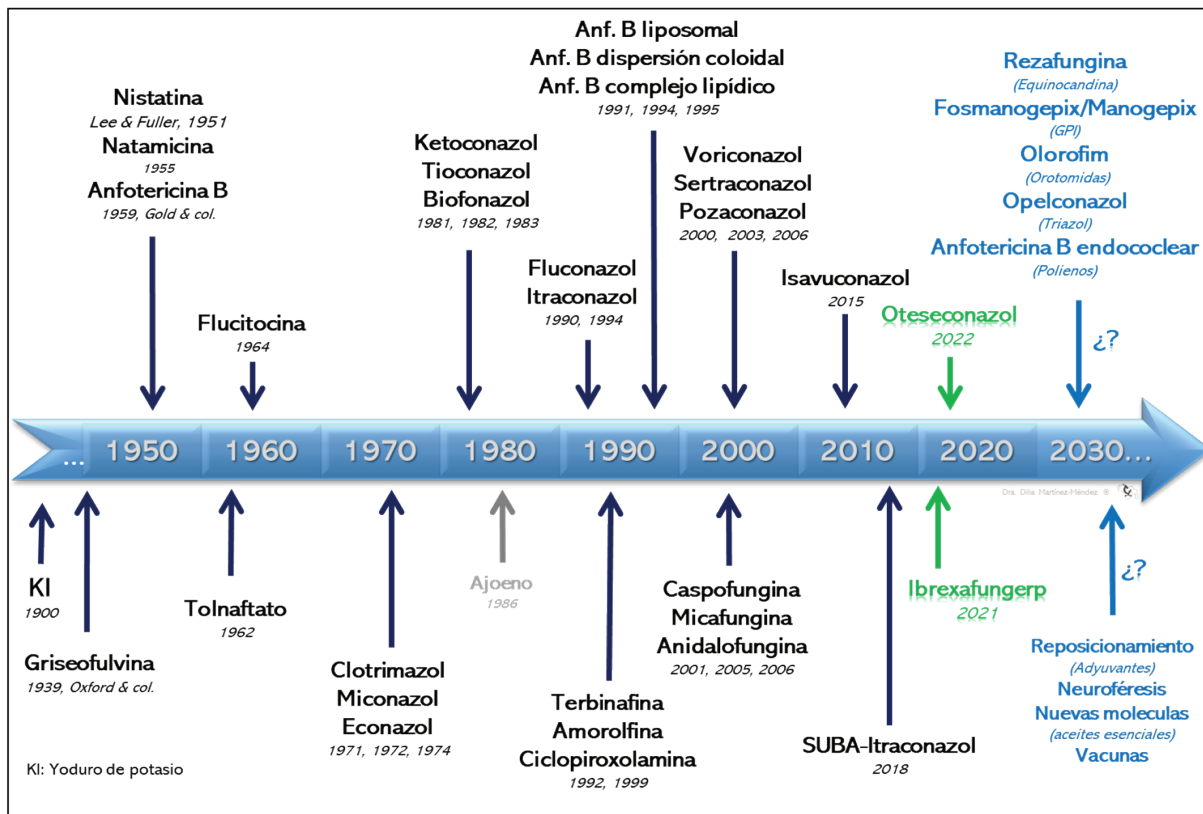 Anf. B liposomal
Anf. B dispersión coloidal
Anf. B complejo lipídico
1991, 1994, 1995
Nistatina
Lee & Fuller, 1951
Natamicina
1955
Anfotericina B
1959, Gold & col.
Flucitocina
1964
Ketoconazol
Tioconazol
Biofonazol
1981, 1982, 1983
Fluconazol
Itraconazol
1990, 1994
Voriconazol
Sertraconazol
Pozaconazol
2000, 2003, 2006
Isavuconazol
2015
Oteseconazol
2022
Rezafungina
(Equinocandina)
Fosmanogepix/Manogepix
(GPI)
Olorofim
(Orotomidas)
Opelconazol
(Triazol)
Anfotericina B endococlear
(Polienos)
¿?
... 1950 1960 1970 1980 1990 2000 2010 2020 2030...
Dra. Dilia Martínez-Méndez ®
KI
1900
Griseofulvina
1939, Oxford & col.
Tolnaftato
1962
Clotrimazol
Miconazol
Econazol
1971, 1972, 1974
Ajoeno
1986
Terbinafina
Amorolfina
Ciclopiroxolamina
1992, 1999
Caspofungina
Micafungina
Anidalofungina
2001, 2005, 2006
SUBA-Itraconazol
2018
Ibrexafungerp
2021
¿?
Reposicionamiento
(Adyuvantes)
Neuroféresis
Nuevas moleculas
(aceites esenciales)
Vacunas
KI: Yoduro de potasio